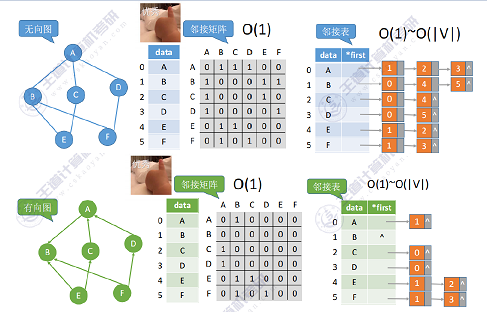 无向图
A
B
C
D
E
F
邻接矩阵 O(1)
data
0 A
1 B
2 C
3 D
4 E
5 F
A B C D E F
A 0 1 1 1 0 0
B 1 0 0 0 1 1
C 1 0 0 0 1 0
D 1 0 0 0 0 1
E 0 1 1 0 0 0
F 0 1 0 1 0 0
邻接表 O(1)~O(|V|)
data *first
0 A 1 2 3 ^
1 B 0 4 5 ^
2 C 0 4 ^
3 D 0 5 ^
4 E 1 2 ^
5 F 1 3 ^
有向图
A
B
C
D
E
F
邻接矩阵 O(1)
data
0 A
1 B
2 C
3 D
4 E
5 F
A B C D E F
A 0 1 0 0 0 0
B 0 0 0 0 0 0
C 1 0 0 0 0 0
D 1 0 0 0 0 0
E 0 1 1 0 0 0
F 0 1 0 1 0 0
邻接表 O(1)~O(|V|)
data *first
0 A 1 ^
1 B ^
2 C 0 ^
3 D 0 ^
4 E 1 2 ^
5 F 1 3 ^
王道计算机考研